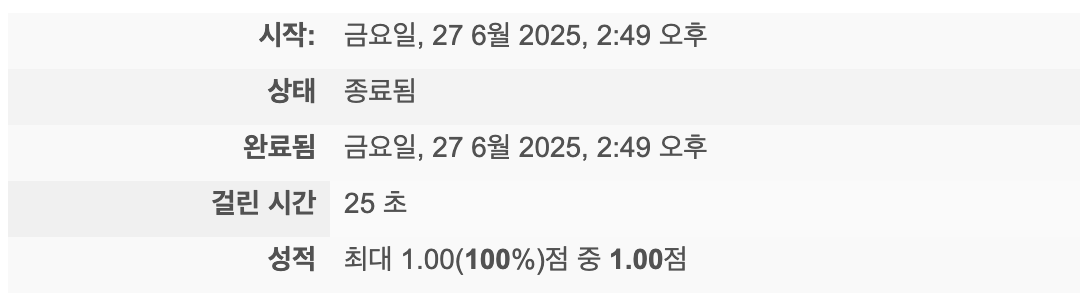 시작: 금요일, 27 6월 2025, 2:49 오후
상태 종료됨
완료됨 금요일, 27 6월 2025, 2:49 오후
걸린 시간 25 초
성적 최대 1.00(100%)점 중 1.00점